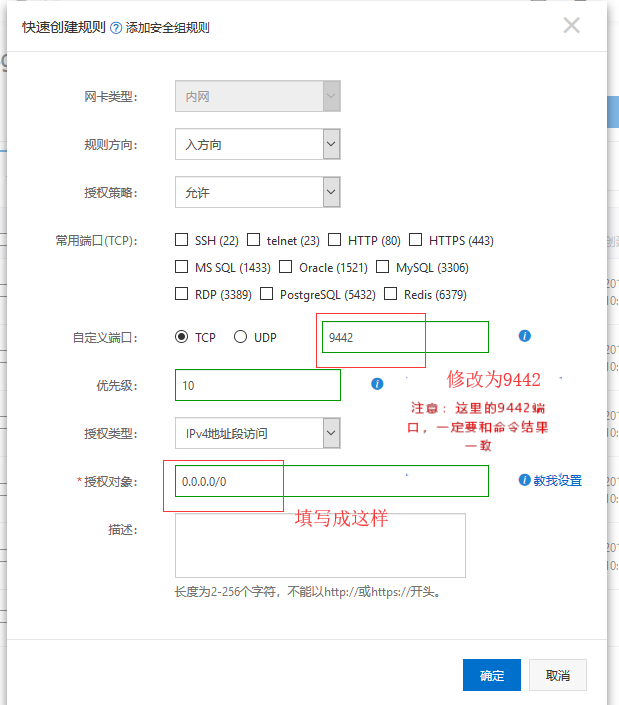 快速创建规则 添加安全组规则
网卡类型： 内网
规则方向： 入方向
授权策略： 允许
常用端口(TCP)： SSH (22) telnet (23) HTTP (80) HTTPS (443)
MS SQL (1433) Oracle (1521) MySQL (3306)
RDP (3389) PostgreSQL (5432) Redis (6379)
自定义端口： TCP UDP 9442
优先级： 10
修改为9442
注意：这里的9442端
口，一定要和命令结果
一致
授权类型： IPv4地址段访问
*授权对象： 0.0.0.0/0 教我设置
填写成这样
描述：
长度为2-256个字符，不能以http://或https://开头。
确定 取消